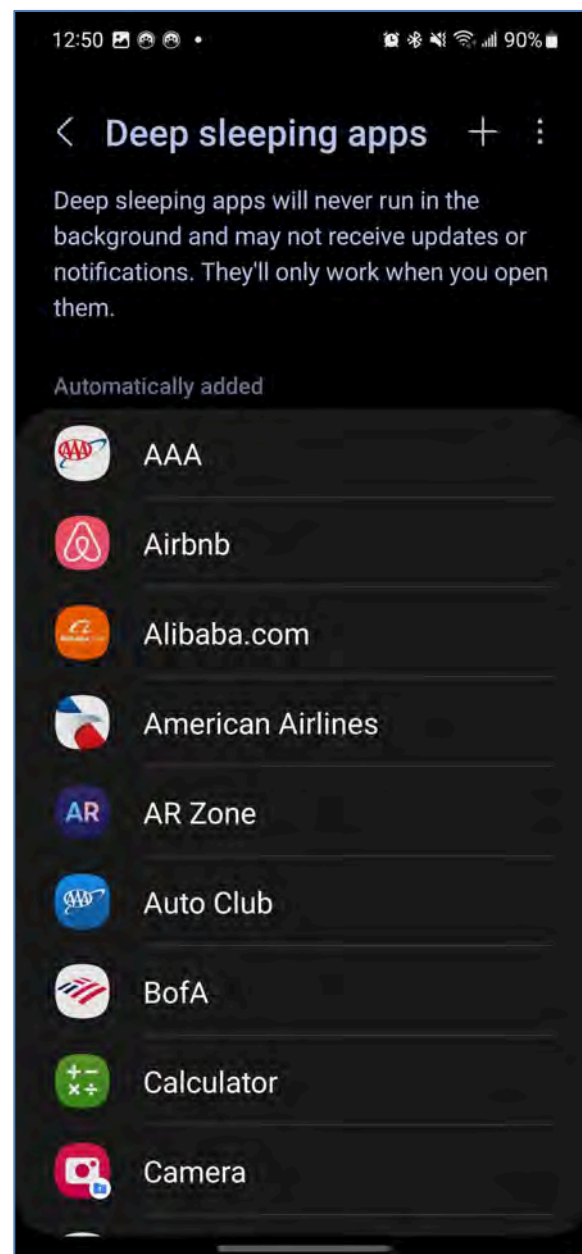 12:50 90%
Deep sleeping apps
Deep sleeping apps will never run in the
background and may not receive updates or
notifications. They'll only work when you open
them.
Automatically added
AAA
Airbnb
Alibaba.com
American Airlines
AR Zone
Auto Club
BofA
Calculator
Camera